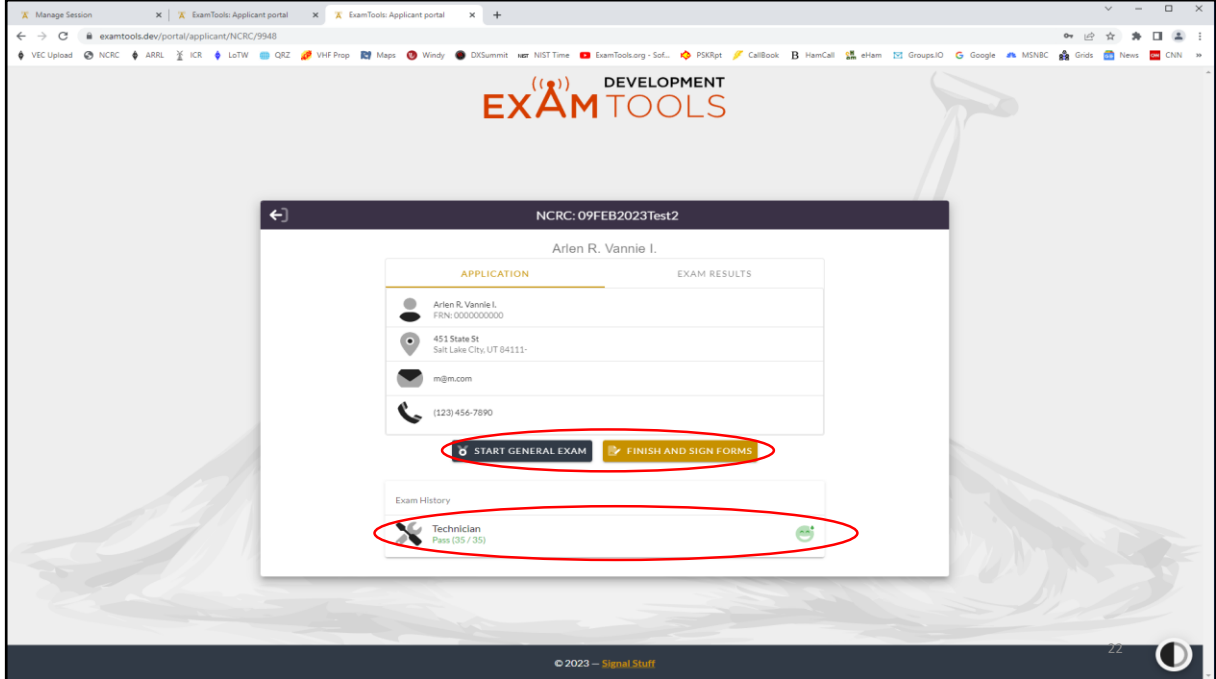 Manage Session
ExamTools: Applicant portal
ExamTools: Applicant portal
examtools.dev/portal/applicant/NCRC/9948
VEC Upload NCRC ARRL ICR LoTW QRZ VHF Prop Maps Windy DXSummit NIST NIST Time ExamTools.org - Sof... PSKRpt CallBook B HamCall eHam Groups.IO G Google MSNBC Grids News CNN »
DEVELOPMENT
EXAMTOOLS
NCRC: 09FEB2023Test2
Arlen R. Vannie I.
APPLICATION EXAM RESULTS
Arlen R. Vannie I.
FRN: 0000000000
451 State St
Salt Lake City, UT 84111-
m@m.com
(123) 456-7890
START GENERAL EXAM FINISH AND SIGN FORMS
Exam History
Technician
Pass (35 / 35)
22
© 2023 — Signal Stuff